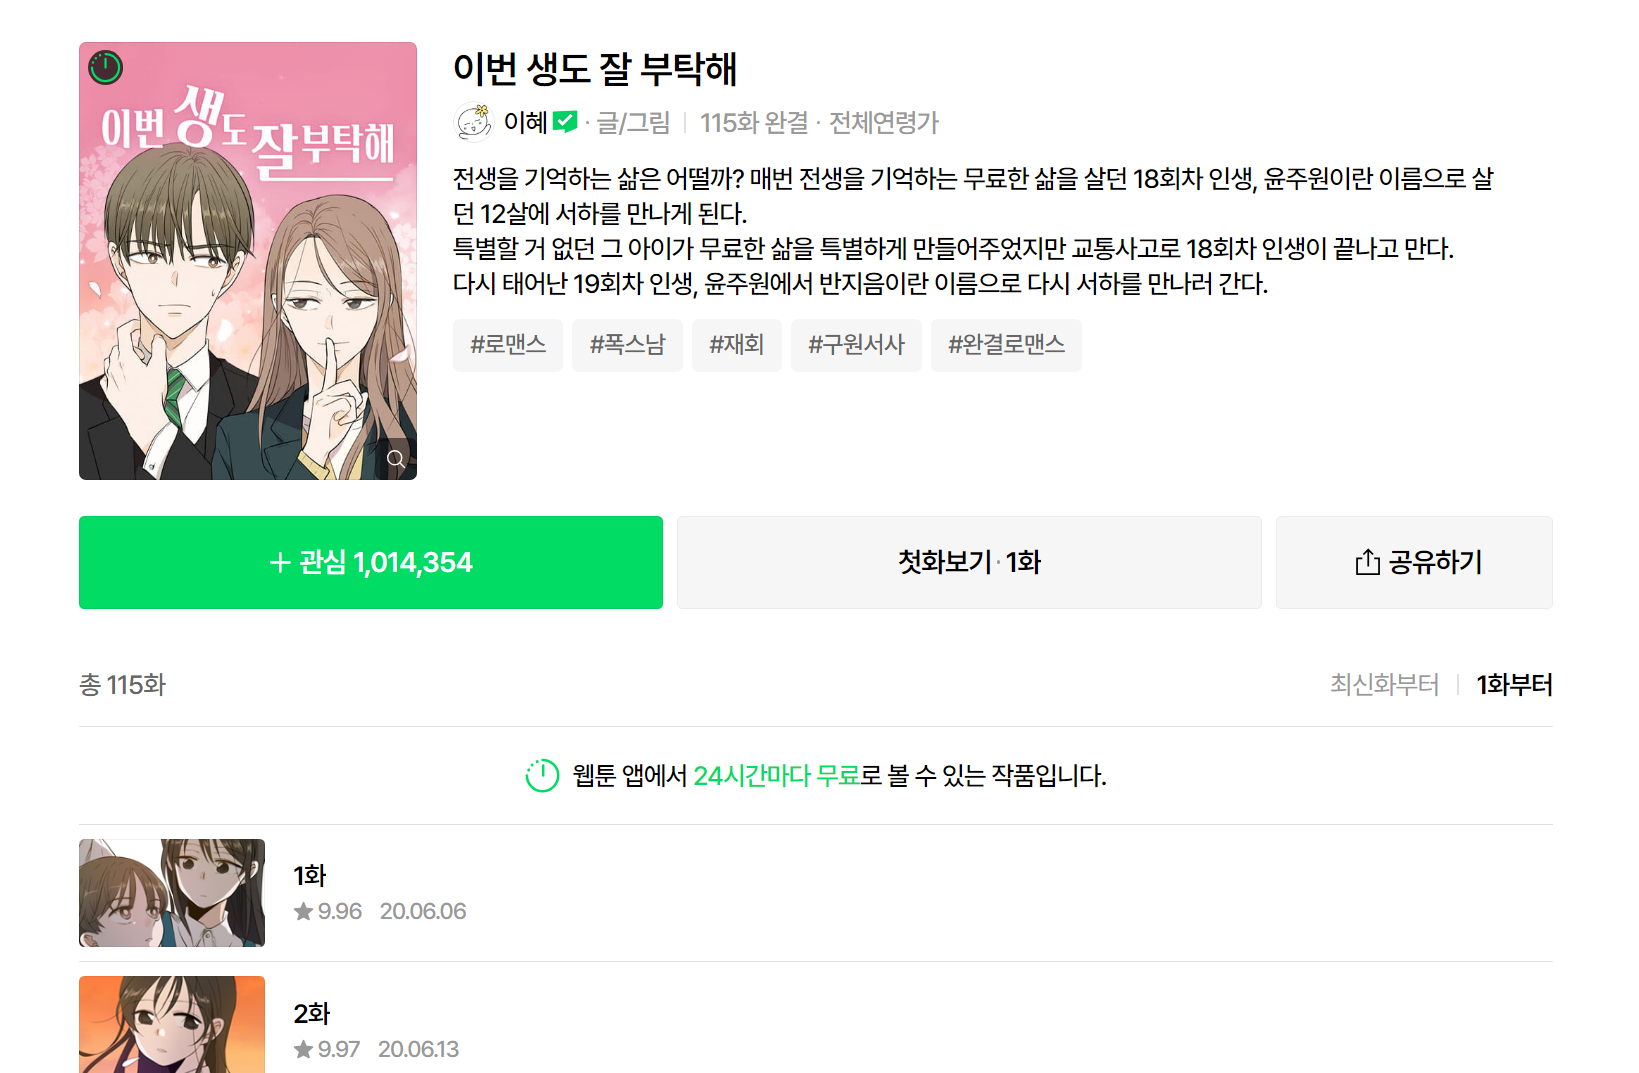 이번 생도 잘 부탁해
이번 생도 잘 부탁해
이혜 · 글/그림 | 115화 완결 · 전체연령가
전생을 기억하는 삶은 어떨까? 매번 전생을 기억하는 무료한 삶을 살던 18회차 인생, 윤주원이란 이름으로 살
던 12살에 서하를 만나게 된다.
특별할 거 없던 그 아이가 무료한 삶을 특별하게 만들어주었지만 교통사고로 18회차 인생이 끝나고 만다.
다시 태어난 19회차 인생, 윤주원에서 반지음이란 이름으로 다시 서하를 만나러 간다.
#로맨스 #폭스남 #재회 #구원서사 #완결로맨스
+ 관심 1,014,354
첫화보기 · 1화
공유하기
총 115화
최신화부터 | 1화부터
웹툰 앱에서 24시간마다 무료로 볼 수 있는 작품입니다.
1화
★ 9.96 20.06.06
2화
★ 9.97 20.06.13